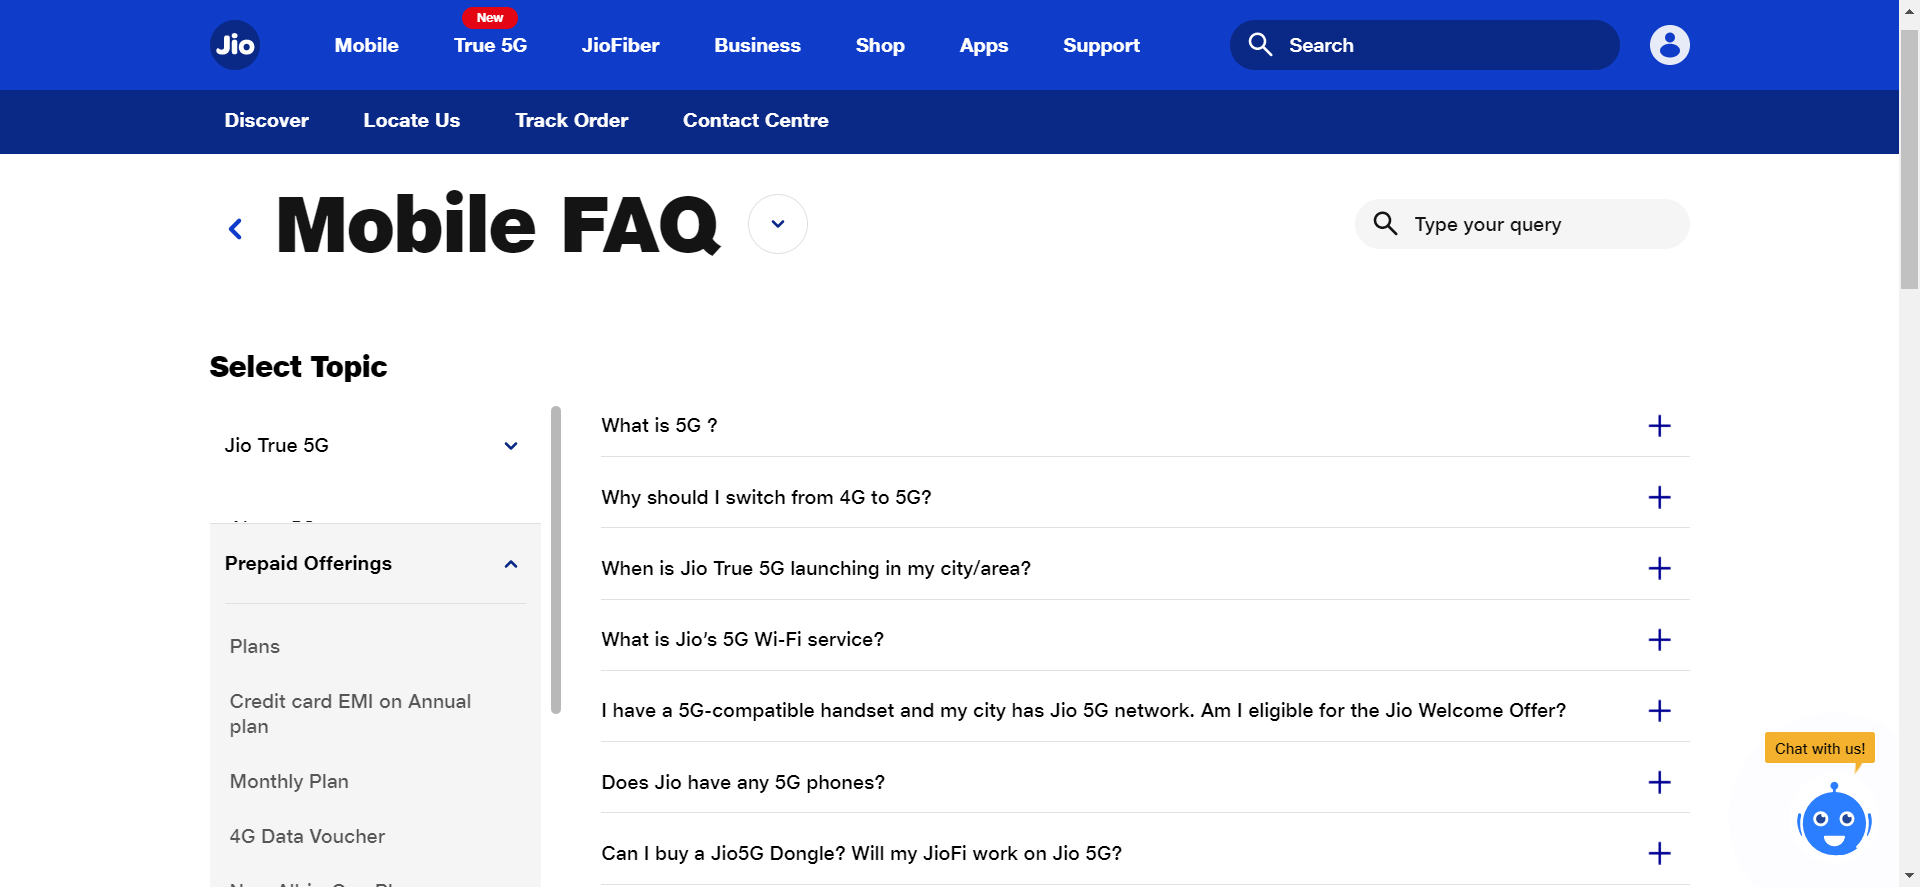 New
Jio
Mobile
True 5G
JioFiber
Business
Shop
Apps
Support
Search
Discover
Locate Us
Track Order
Contact Centre
Mobile FAQ
Type your query
Select Topic
Jio True 5G
Prepaid Offerings
Plans
Credit card EMI on Annual
plan
Monthly Plan
4G Data Voucher
What is 5G ?
Why should I switch from 4G to 5G?
When is Jio True 5G launching in my city/area?
What is Jio’s 5G Wi-Fi service?
I have a 5G-compatible handset and my city has Jio 5G network. Am I eligible for the Jio Welcome Offer?
Does Jio have any 5G phones?
Can I buy a Jio5G Dongle? Will my JioFi work on Jio 5G?
Chat with us!